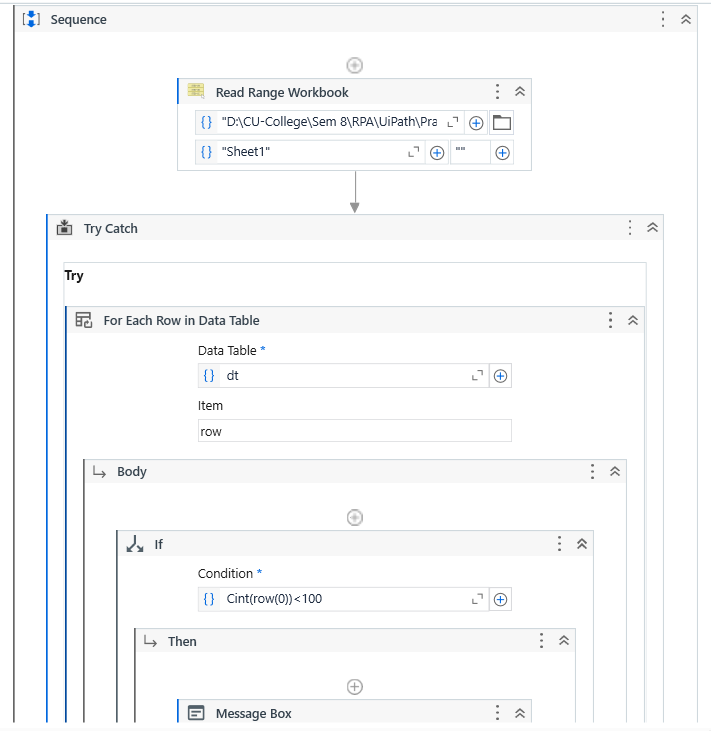 Sequence
Read Range Workbook
{} "D:\CU-College\Sem 8\RPA\UiPath\Pra
{} "Sheet1" ""
Try Catch
Try
For Each Row in Data Table
Data Table *
{} dt
Item
row
Body
If
Condition *
{} Cint(row(0))<100
Then
Message Box